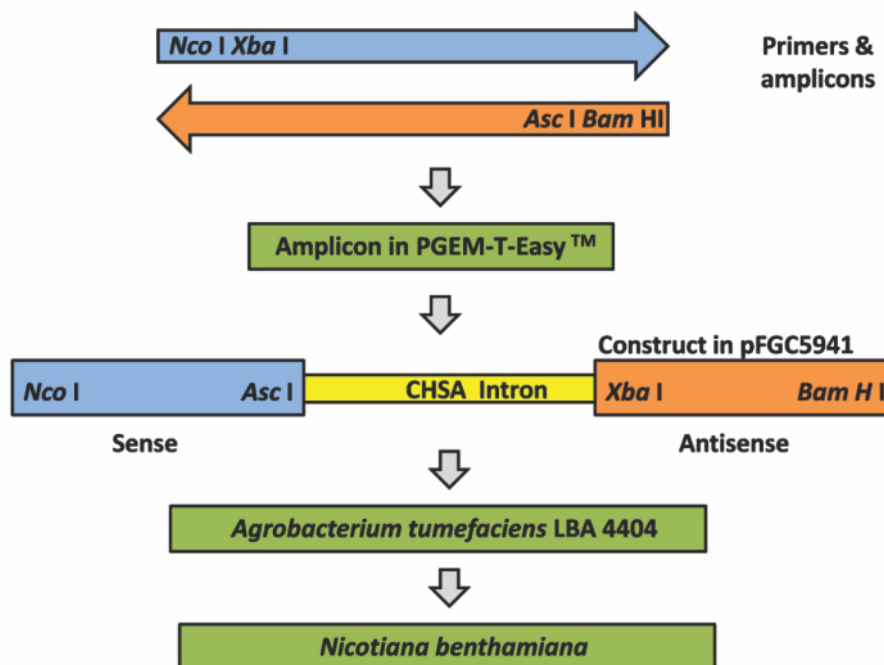 Nco I Xba I
Primers &
amplicons
Asc I Bam HI
Amplicon in PGEM-T-Easy TM
Construct in pFGC5941
Nco I Asc I CHSA Intron Xba I Bam H I
Sense Antisense
Agrobacterium tumefaciens LBA 4404
Nicotiana benthamiana